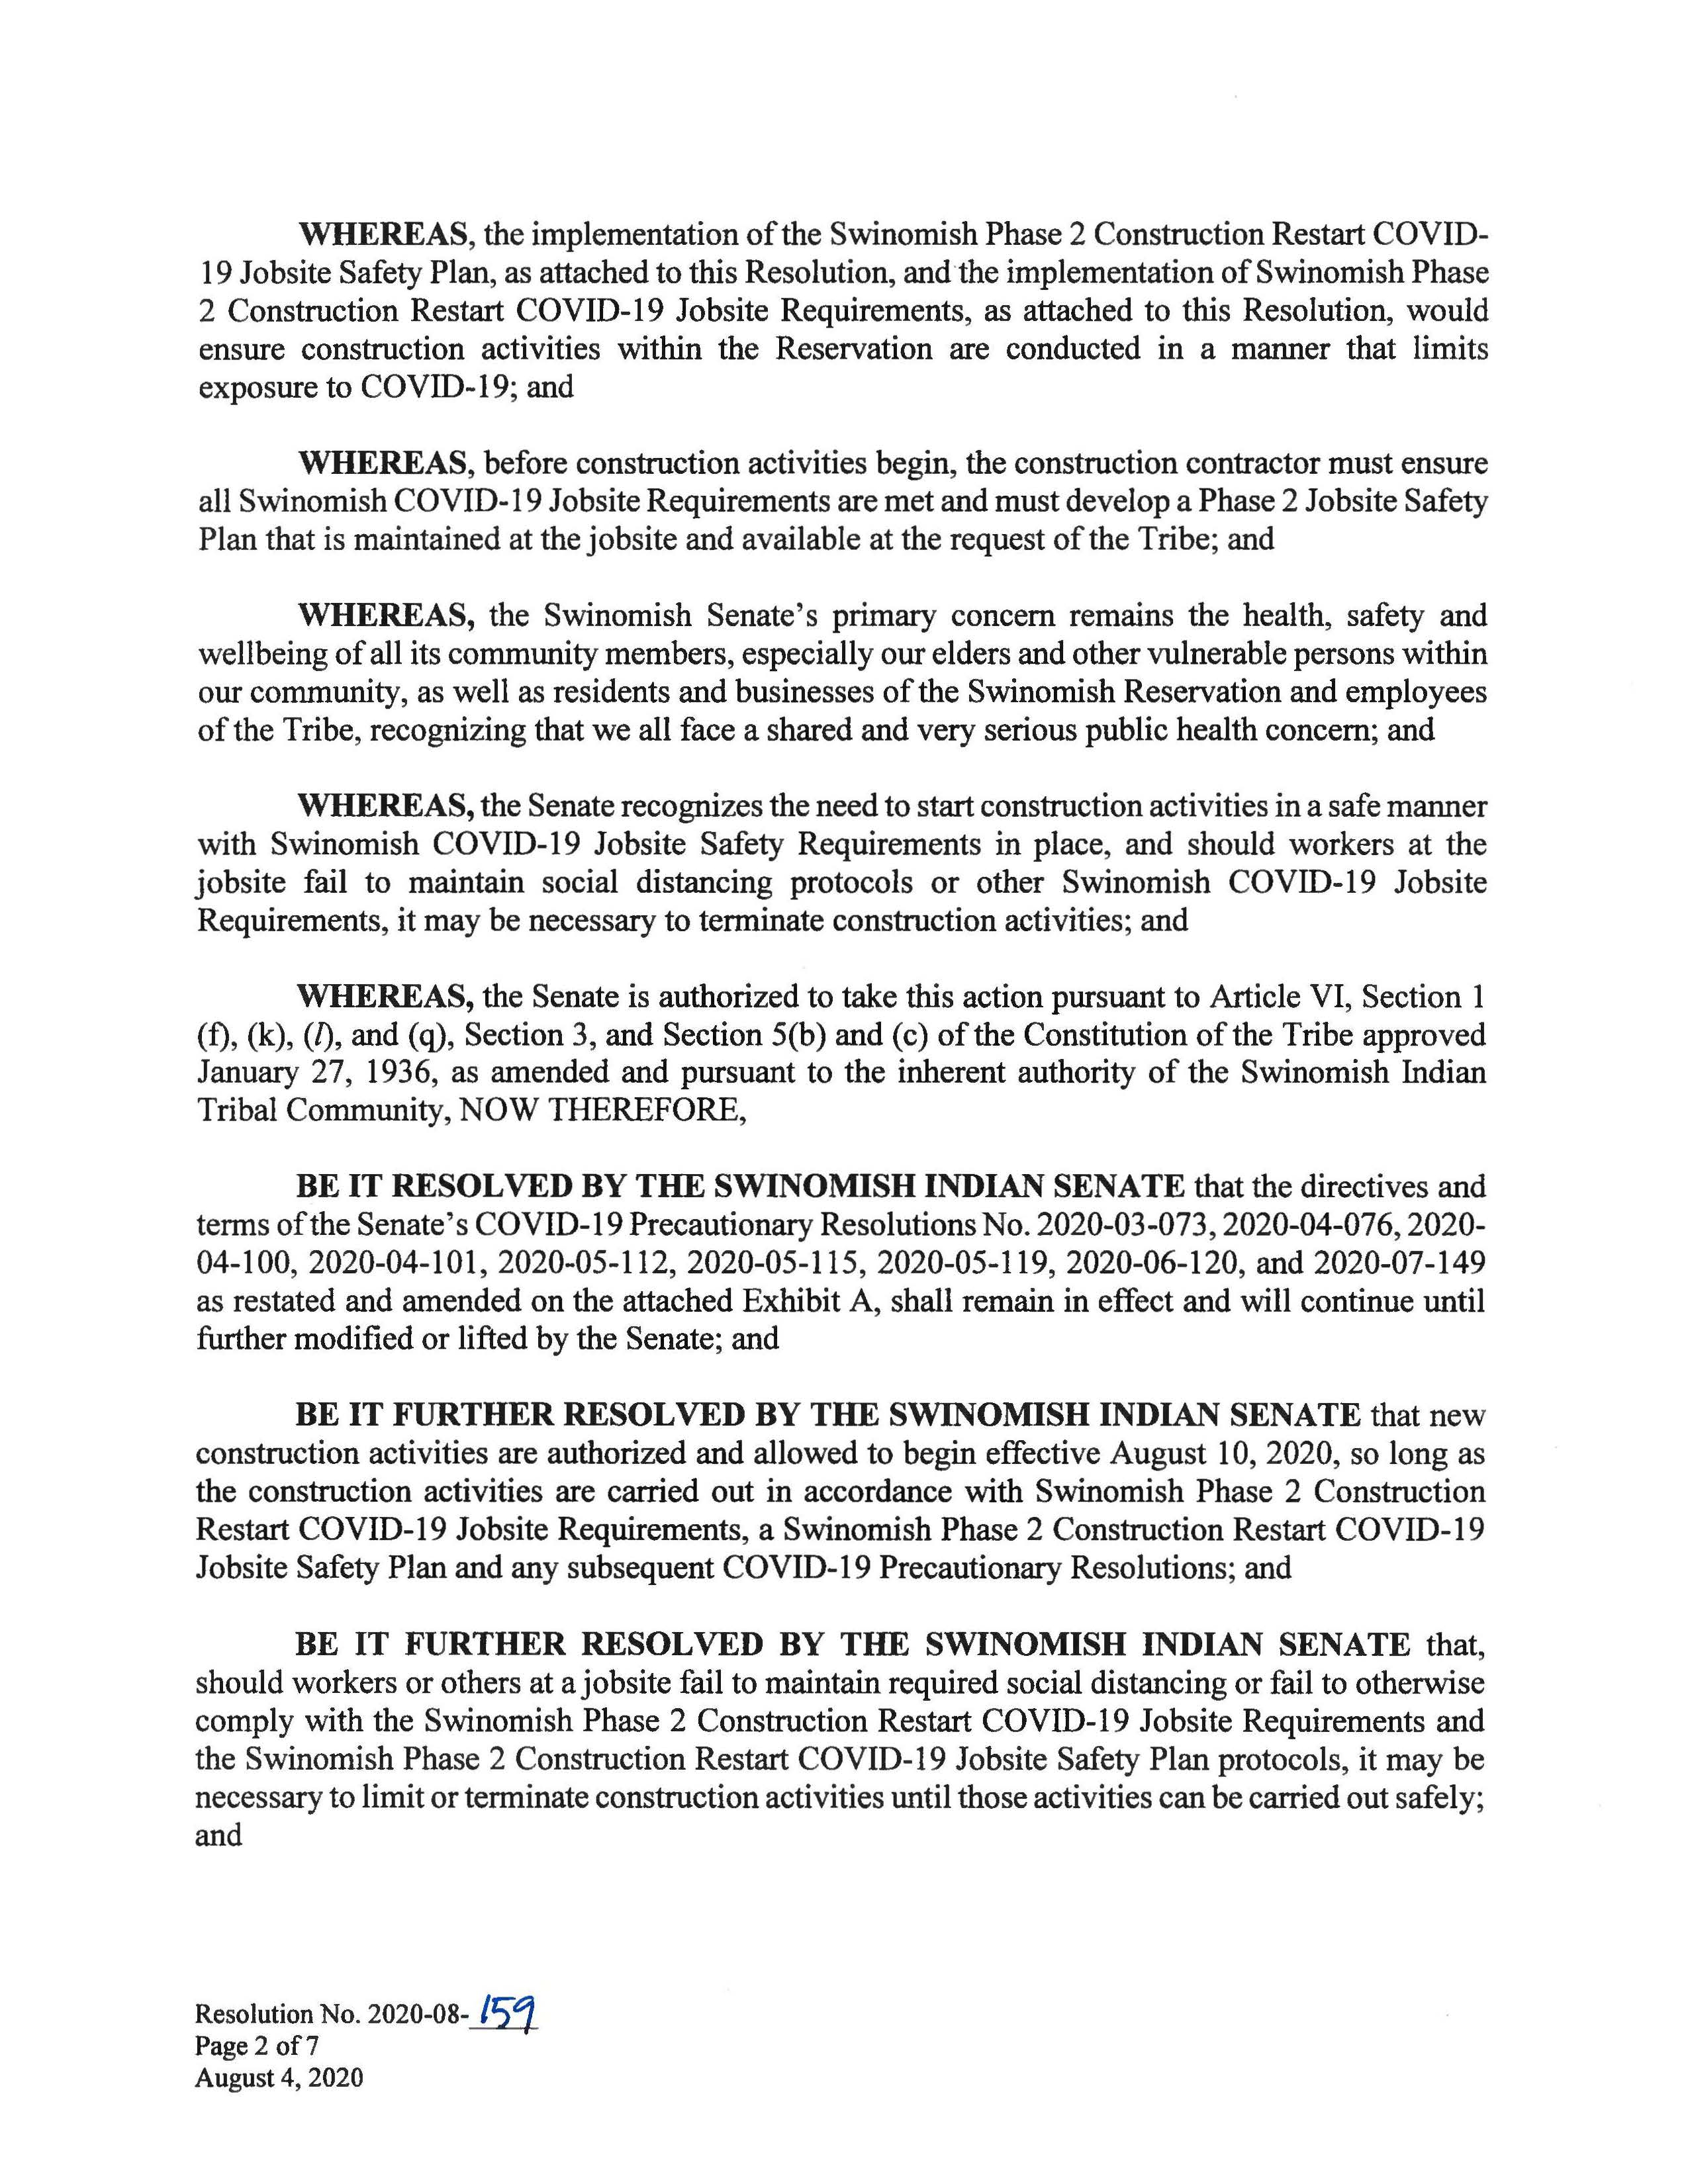 WHEREAS, the implementation of the Swinomish Phase 2 Construction Restart COVID-
19 Jobsite Safety Plan, as attached to this Resolution, and the implementation of Swinomish Phase
2 Construction Restart COVID-19 Jobsite Requirements, as attached to this Resolution, would
ensure construction activities within the Reservation are conducted in a manner that limits
exposure to COVID-19; and
WHEREAS, before construction activities begin, the construction contractor must ensure
all Swinomish COVID-19 Jobsite Requirements are met and must develop a Phase 2 Jobsite Safety
Plan that is maintained at the jobsite and available at the request of the Tribe; and
WHEREAS, the Swinomish Senate's primary concern remains the health, safety and
wellbeing of all its community members, especially our elders and other vulnerable persons within
our community, as well as residents and businesses of the Swinomish Reservation and employees
of the Tribe, recognizing that we all face a shared and very serious public health concern; and
WHEREAS, the Senate recognizes the need to start construction activities in a safe manner
with Swinomish COVID-19 Jobsite Safety Requirements in place, and should workers at the
jobsite fail to maintain social distancing protocols or other Swinomish COVID-19 Jobsite
Requirements, it may be necessary to terminate construction activities; and
WHEREAS, the Senate is authorized to take this action pursuant to Article VI, Section 1
(f), (k), (l), and (q), Section 3, and Section 5(b) and (c) of the Constitution of the Tribe approved
January 27, 1936, as amended and pursuant to the inherent authority of the Swinomish Indian
Tribal Community, NOW THEREFORE,
BE IT RESOLVED BY THE SWINOMISH INDIAN SENATE that the directives and
terms of the Senate's COVID-19 Precautionary Resolutions No. 2020-03-073, 2020-04-076, 2020-
04-100, 2020-04-101, 2020-05-112, 2020-05-115, 2020-05-119, 2020-06-120, and 2020-07-149
as restated and amended on the attached Exhibit A, shall remain in effect and will continue until
further modified or lifted by the Senate; and
BE IT FURTHER RESOLVED BY THE SWINOMISH INDIAN SENATE that new
construction activities are authorized and allowed to begin effective August 10, 2020, so long as
the construction activities are carried out in accordance with Swinomish Phase 2 Construction
Restart COVID-19 Jobsite Requirements, a Swinomish Phase 2 Construction Restart COVID-19
Jobsite Safety Plan and any subsequent COVID-19 Precautionary Resolutions; and
BE IT FURTHER RESOLVED BY THE SWINOMISH INDIAN SENATE that,
should workers or others at a jobsite fail to maintain required social distancing or fail to otherwise
comply with the Swinomish Phase 2 Construction Restart COVID-19 Jobsite Requirements and
the Swinomish Phase 2 Construction Restart COVID-19 Jobsite Safety Plan protocols, it may be
necessary to limit or terminate construction activities until those activities can be carried out safely;
and
Resolution No. 2020-08-159
Page 2 of 7
August 4, 2020